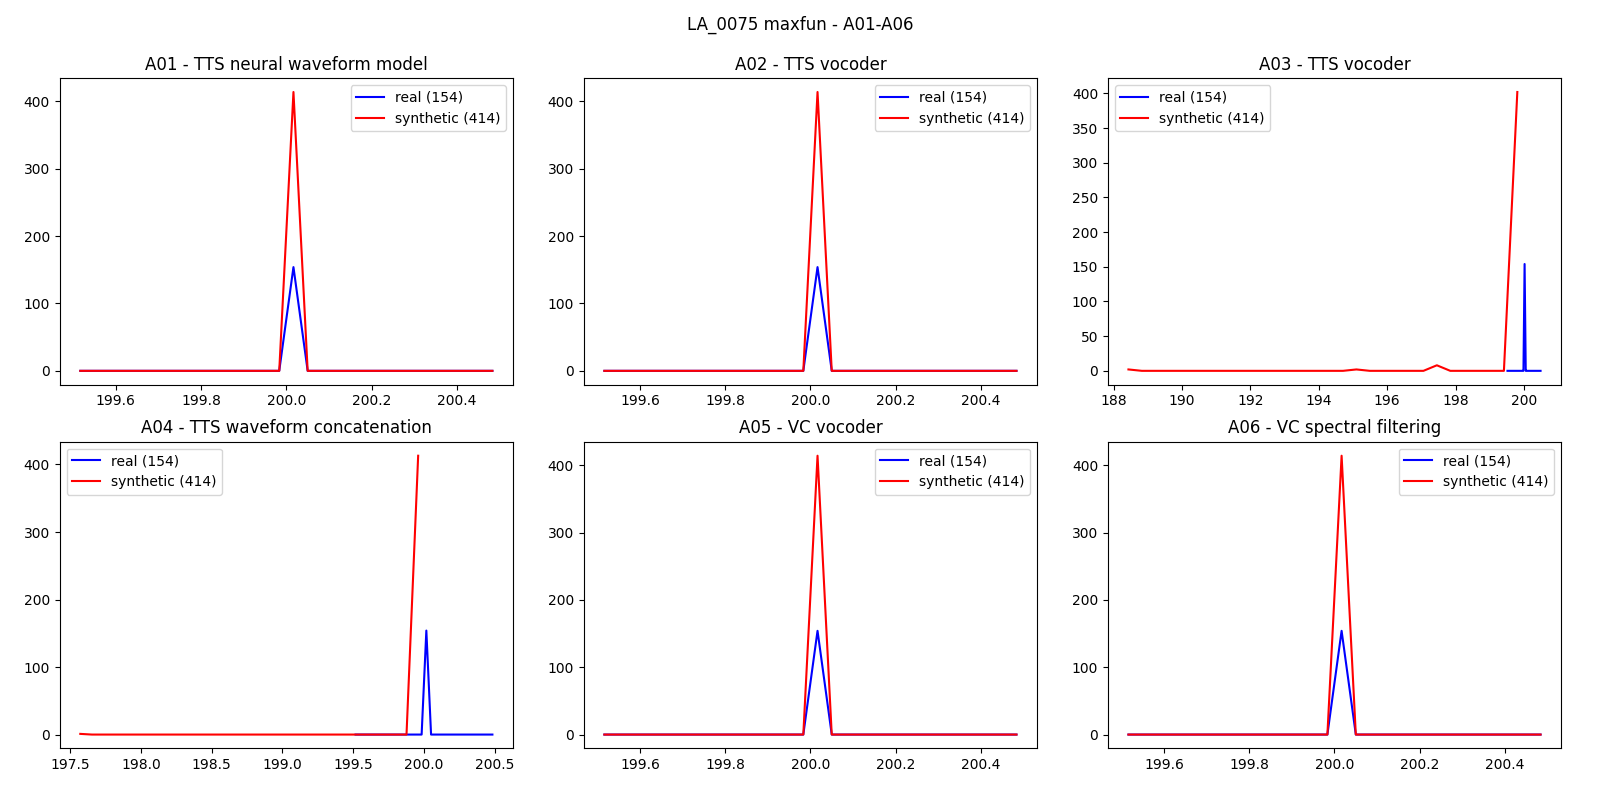 LA_0075 maxfun - A01-A06
A01 - TTS neural waveform model
400
300
200
100
0
real (154)
synthetic (414)
199.6 199.8 200.0 200.2 200.4
A02 - TTS vocoder
400
300
200
100
0
real (154)
synthetic (414)
199.6 199.8 200.0 200.2 200.4
A03 - TTS vocoder
400
350
300
250
200
150
100
50
0
real (154)
synthetic (414)
188 190 192 194 196 198 200
A04 - TTS waveform concatenation
400
300
200
100
0
real (154)
synthetic (414)
197.5 198.0 198.5 199.0 199.5 200.0 200.5
A05 - VC vocoder
400
300
200
100
0
real (154)
synthetic (414)
199.6 199.8 200.0 200.2 200.4
A06 - VC spectral filtering
400
300
200
100
0
real (154)
synthetic (414)
199.6 199.8 200.0 200.2 200.4